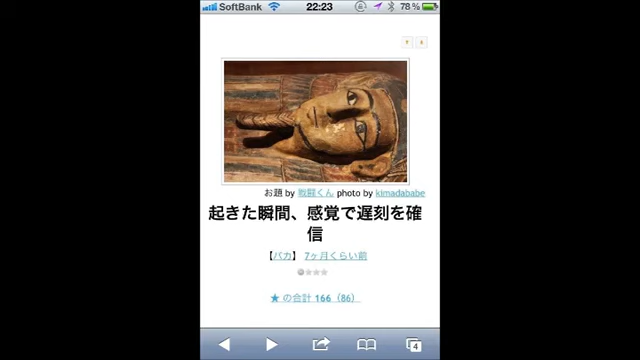 SoftBank 22:23 78%
お題 by 戦闘くん photo by kimadababe
起きた瞬間、感覚で遅刻を確
信
【バカ】 7ヶ月くらい前
★ の合計 166（86）
4